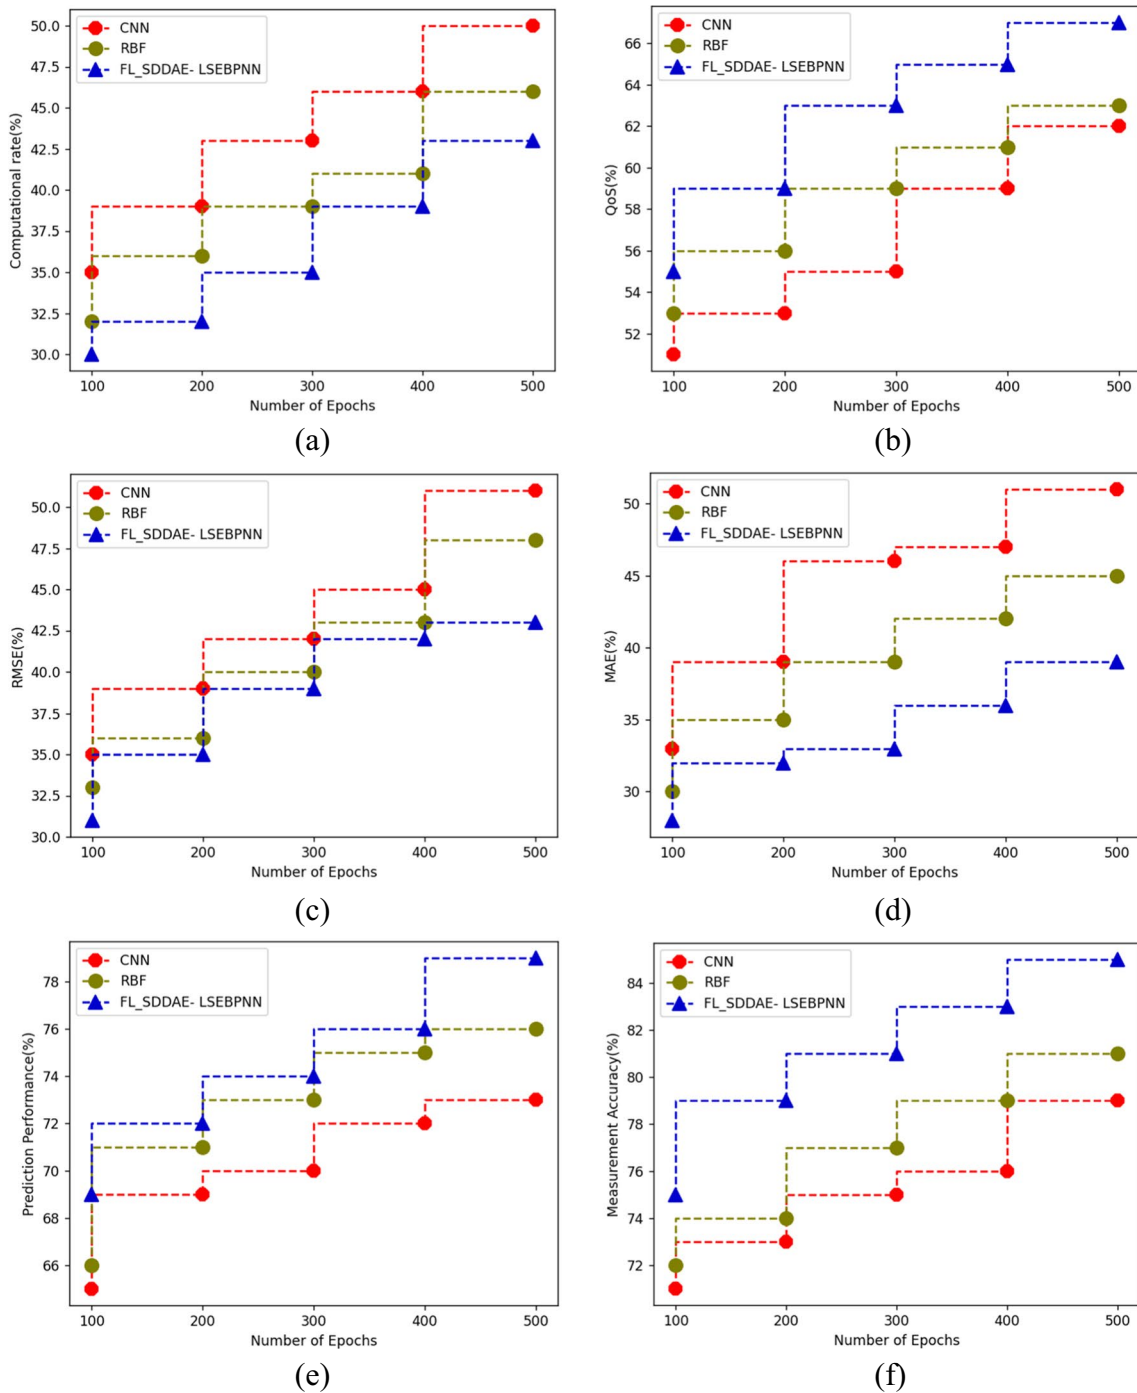 CNN
RBF
FL_SDDAE- LSEBPNN
50.0
47.5
45.0
42.5
40.0
37.5
35.0
32.5
30.0
Computational rate(%)
100 200 300 400 500
Number of Epochs
(a)
CNN
RBF
FL_SDDAE- LSEBPNN
66
64
62
60
58
56
54
52
QoS(%)
100 200 300 400 500
Number of Epochs
(b)
CNN
RBF
FL_SDDAE- LSEBPNN
50.0
47.5
45.0
42.5
40.0
37.5
35.0
32.5
30.0
RMSE(%)
100 200 300 400 500
Number of Epochs
(c)
CNN
RBF
FL_SDDAE- LSEBPNN
50
45
40
35
30
MAE(%)
100 200 300 400 500
Number of Epochs
(d)
CNN
RBF
FL_SDDAE- LSEBPNN
78
76
74
72
70
68
66
Prediction Performance(%)
100 200 300 400 500
Number of Epochs
(e)
CNN
RBF
FL_SDDAE- LSEBPNN
84
82
80
78
76
74
72
Measurement Accuracy(%)
100 200 300 400 500
Number of Epochs
(f)